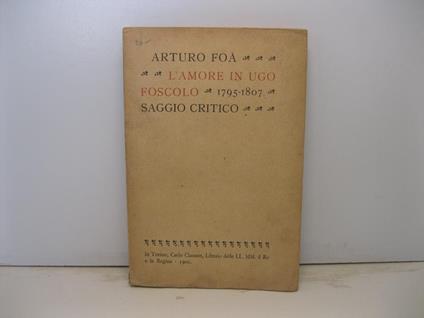 ARTURO FOÀ
L'AMORE IN UGO
FOSCOLO 1795-1807
SAGGIO CRITICO
In Torino, Carlo Clausen, Libraio delle LL. MM. il Re
e la Regina -